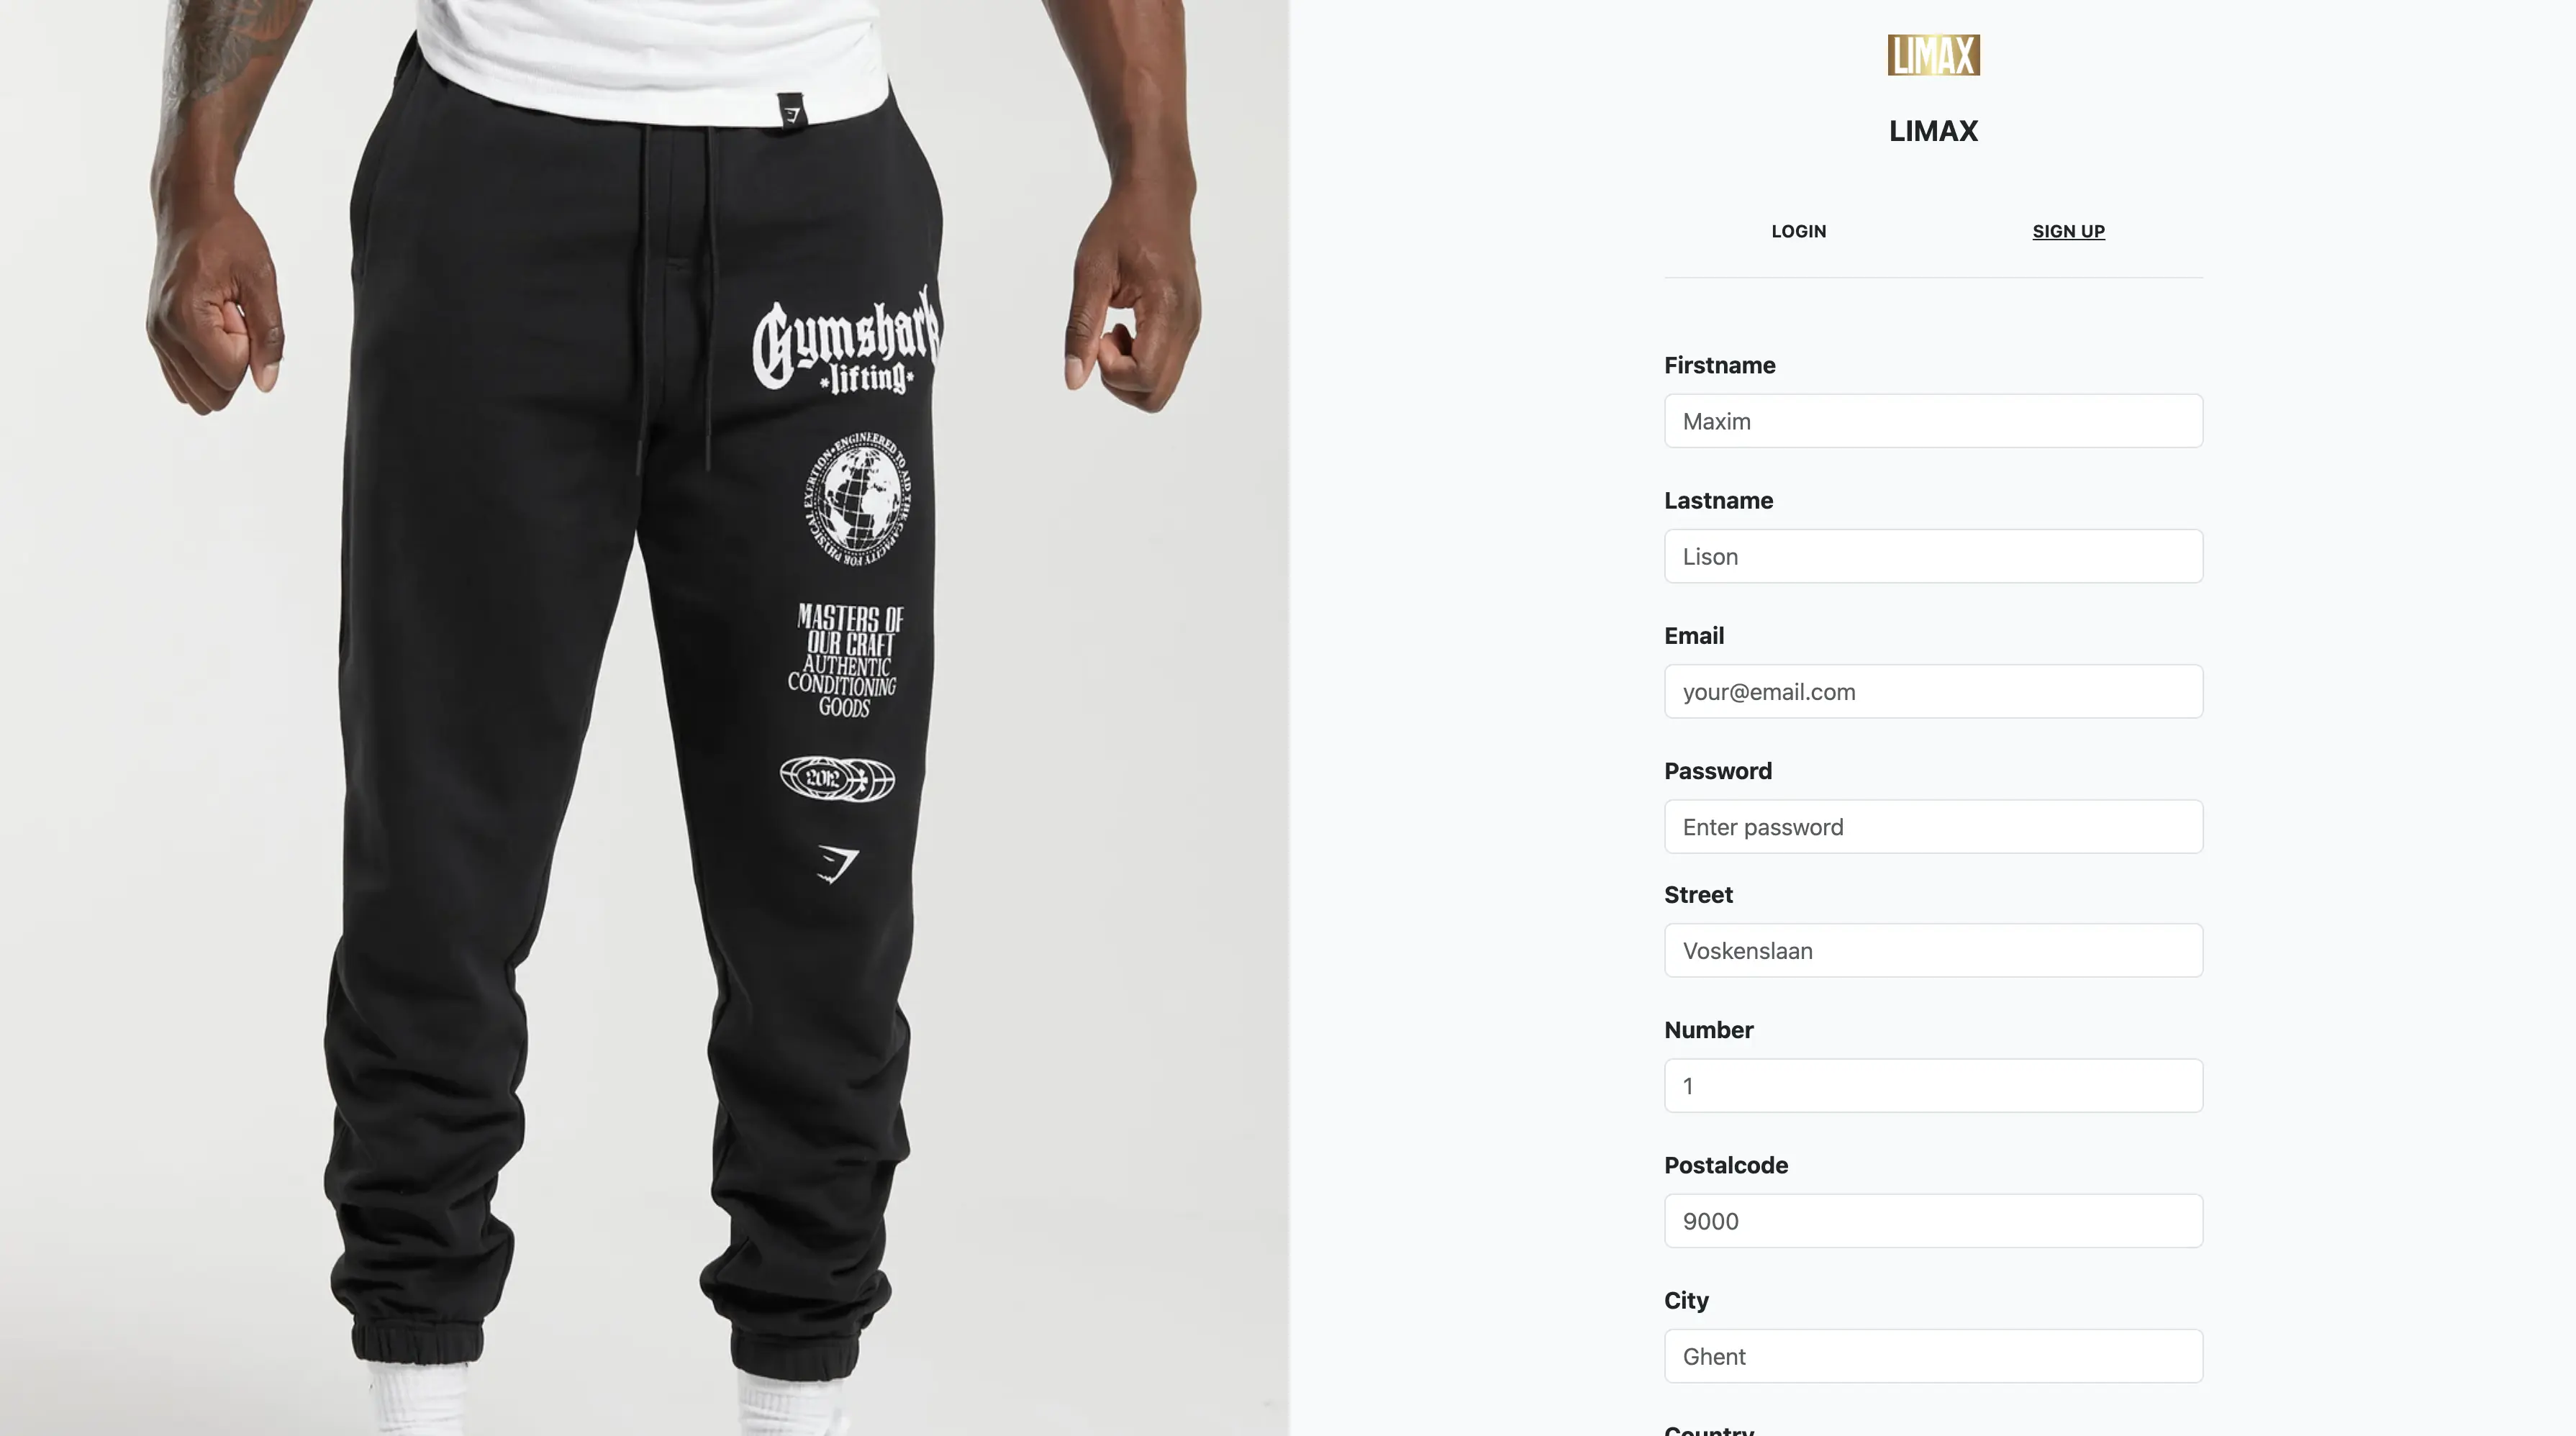 Gymshark
*lifting*
ENGINEERED TO AID THE CAPACITY FOR PHYSICAL EXERTION
MASTERS OF
OUR CRAFT
AUTHENTIC
CONDITIONING
GOODS
2012
LIMAX
LIMAX
LOGIN
SIGN UP
Firstname
Maxim
Lastname
Lison
Email
your@email.com
Password
Enter password
Street
Voskenslaan
Number
1
Postalcode
9000
City
Ghent
Country